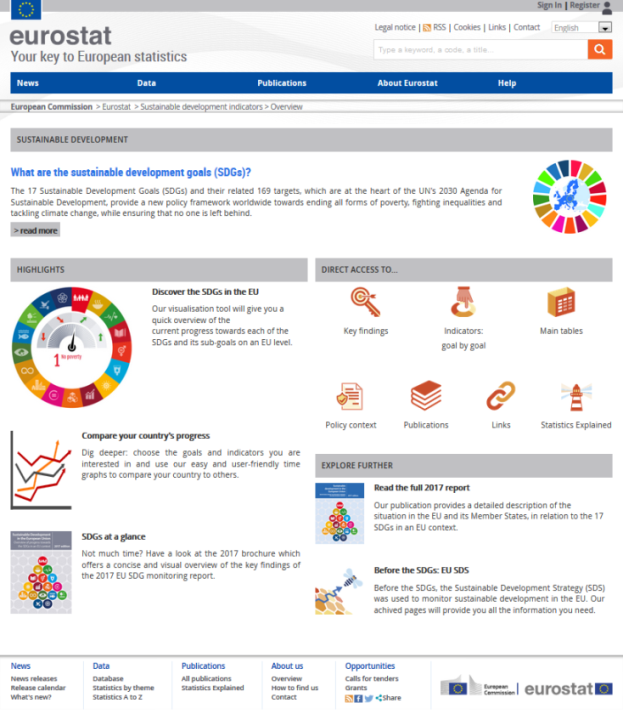 Sign In | Register
eurostat
Your key to European statistics
Legal notice | RSS | Cookies | Links | Contact
English
Type a keyword, a code, a title...
News Data Publications About Eurostat Help
European Commission > Eurostat > Sustainable development indicators > Overview
SUSTAINABLE DEVELOPMENT
What are the sustainable development goals (SDGs)?
The 17 Sustainable Development Goals (SDGs) and their related 169 targets, which are at the heart of the UN's 2030 Agenda for
Sustainable Development, provide a new policy framework worldwide towards ending all forms of poverty, fighting inequalities and
tackling climate change, while ensuring that no one is left behind.
> read more
HIGHLIGHTS
Discover the SDGs in the EU
Our visualisation tool will give you a
quick overview of the
current progress towards each of the
SDGs and its sub-goals on an EU level.
1 No poverty
Compare your country's progress
Dig deeper: choose the goals and indicators you are
interested in and use our easy and user-friendly time
graphs to compare your country to others.
SDGs at a glance
Not much time? Have a look at the 2017 brochure which
offers a concise and visual overview of the key findings of
the 2017 EU SDG monitoring report.
DIRECT ACCESS TO...
Key findings
Indicators:
goal by goal
Main tables
Policy context
Publications
Links
Statistics Explained
EXPLORE FURTHER
Read the full 2017 report
Our publication provides a detailed description of the
situation in the EU and its Member States, in relation to the 17
SDGs in an EU context.
Before the SDGs: EU SDS
Before the SDGs, the Sustainable Development Strategy (SDS)
was used to monitor sustainable development in the EU. Our
achived pages will provide you all the information you need.
News
News releases
Release calendar
What's new?
Data
Database
Statistics by theme
Statistics A to Z
Publications
All publications
Statistics Explained
About us
Overview
How to find us
Contact
Opportunities
Calls for tenders
Grants
Share
European
Commission
eurostat